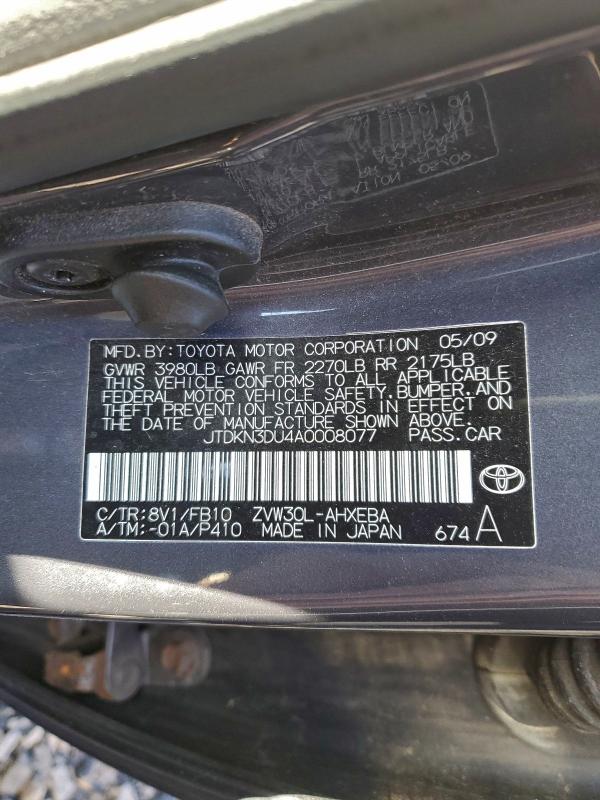 MFD.BY:TOYOTA MOTOR CORPORATION 05/09
GVWR 3980LB GAWR FR 2270LB RR 2175LB
THIS VEHICLE CONFORMS TO ALL APPLICABLE
FEDERAL MOTOR VEHICLE SAFETY,BUMPER,AND
THEFT PREVENTION STANDARDS IN EFFECT ON
THE DATE OF MANUFACTURE SHOWN ABOVE.
JTDKN3DU4A0008077 PASS.CAR
C/TR:8V1/FB10 ZVW30L-AHXEBA
A/TM:-01A/P410 MADE IN JAPAN 674 A